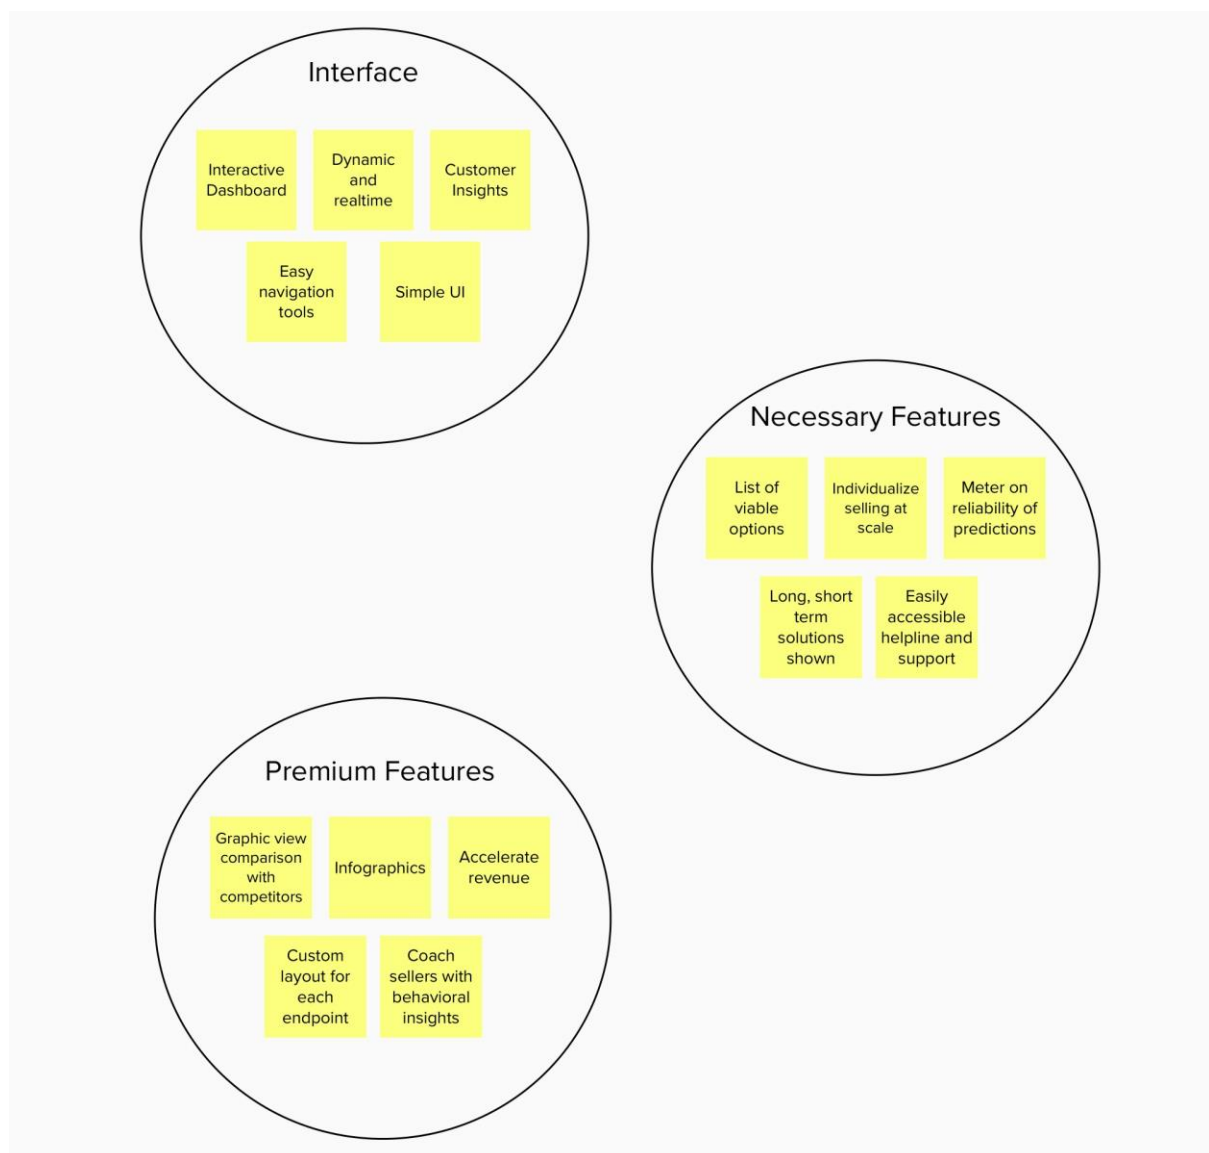 Interface
Interactive
Dashboard
Dynamic
and
realtime
Customer
Insights
Easy
navigation
tools
Simple UI
Necessary Features
List of
viable
options
Individualize
selling at
scale
Meter on
reliability of
predictions
Long, short
term
solutions
shown
Easily
accessible
helpline and
support
Premium Features
Graphic view
comparison
with
competitors
Infographics
Accelerate
revenue
Custom
layout for
each
endpoint
Coach
sellers with
behavioral
insights